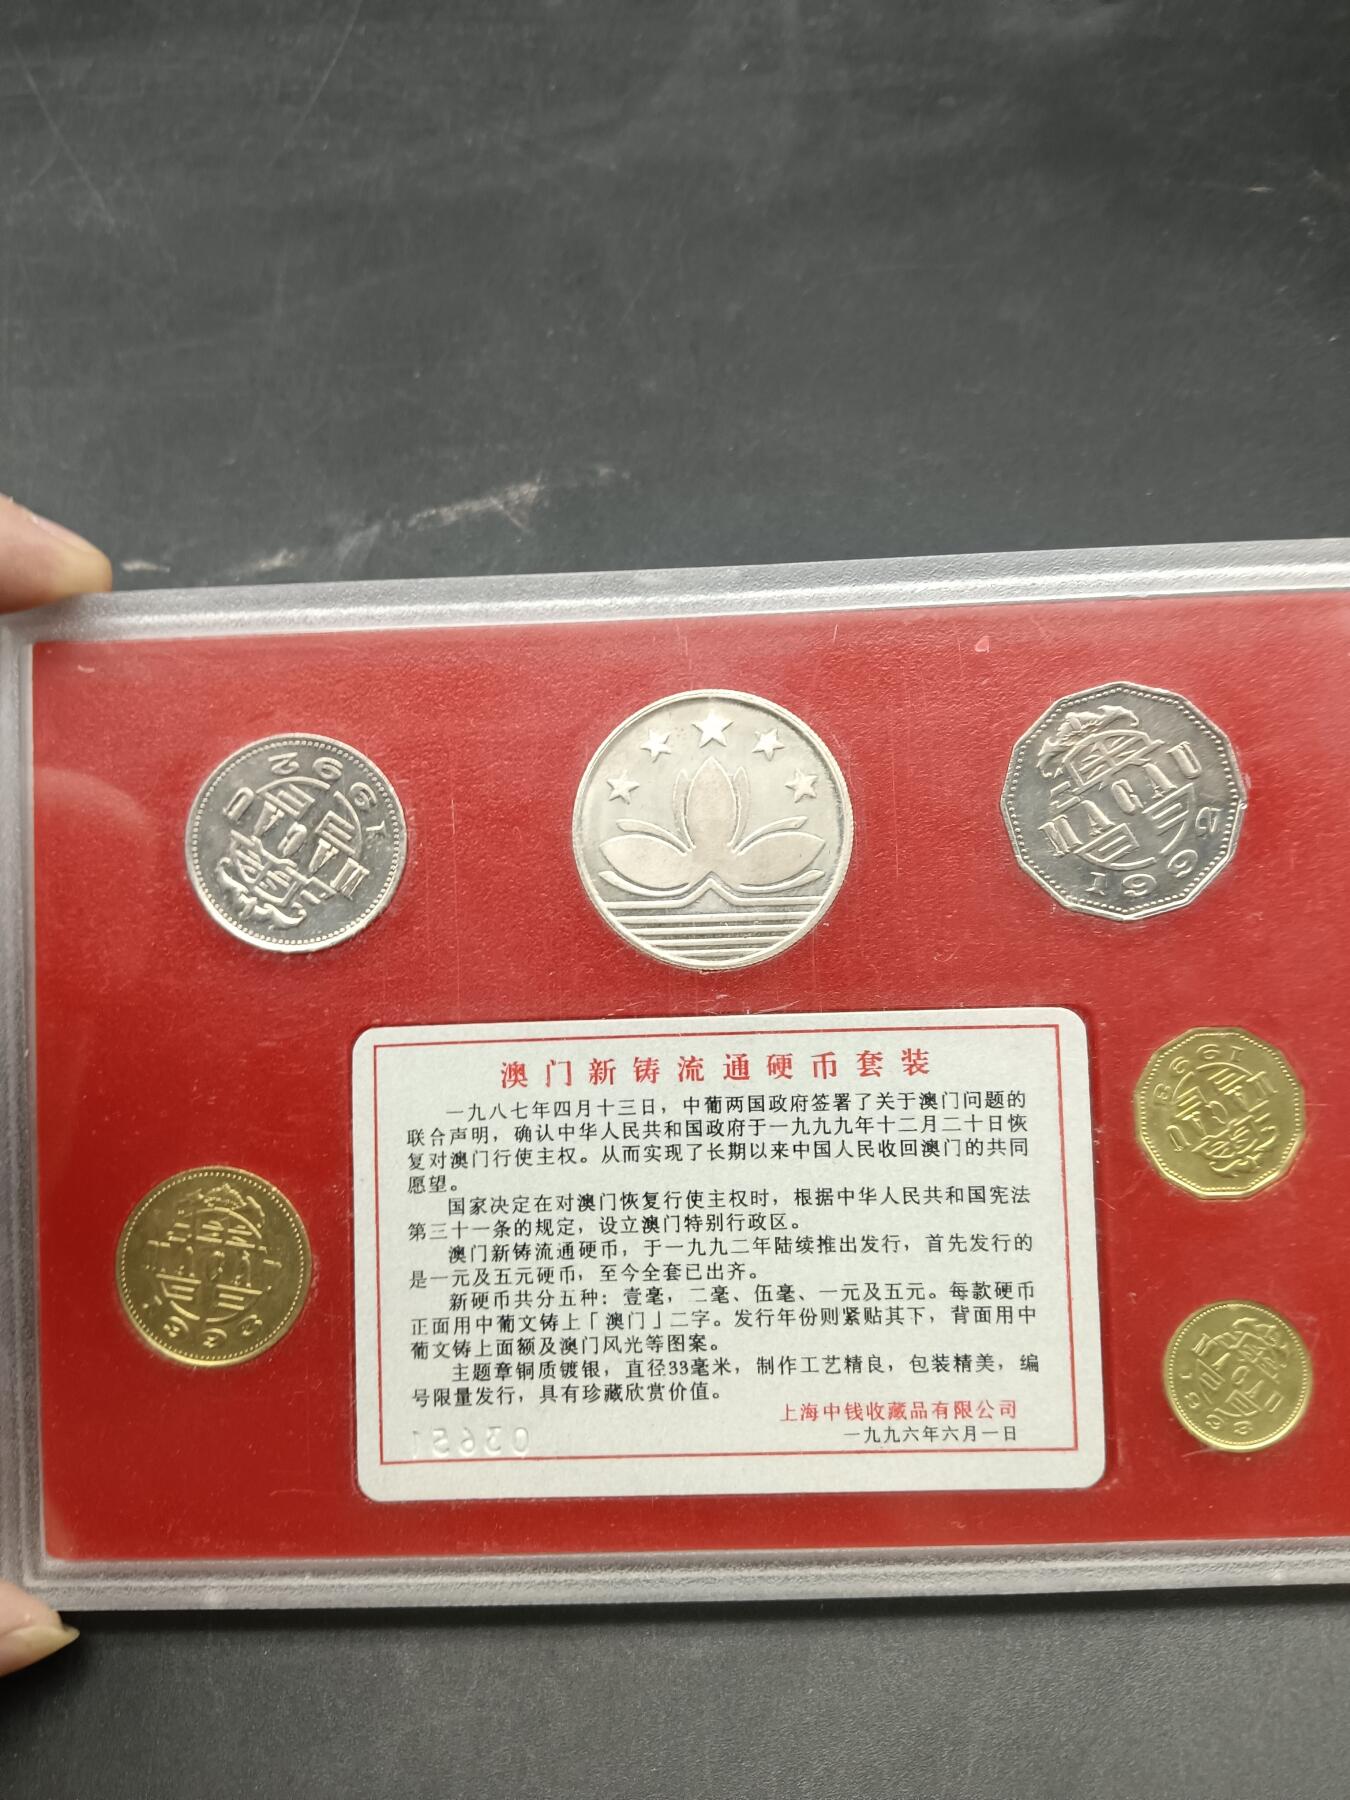 1992
MACAU
澳
MACAU
1992
澳门新铸流通硬币套装
一九八七年四月十三日，中葡两国政府签署了关于澳门问题的
联合声明，确认中华人民共和国政府于一九九九年十二月二十日恢
复对澳门行使主权。从而实现了长期以来中国人民收回澳门的共同
愿望。
国家决定在对澳门恢复行使主权时，根据中华人民共和国宪法
第三十一条的规定，设立澳门特别行政区。
澳门新铸流通硬币，于一九九二年陆续推出发行，首先发行的
是一元及五元硬币，至今全套已出齐。
新硬币共分五种：壹毫，二毫、伍毫、一元及五元。每款硬币
正面用中葡文铸上「澳门」二字。发行年份则紧贴其下，背面用中
葡文铸上面额及澳门风光等图案。
主题章铜质镀银，直径33毫米，制作工艺精良，包装精美，编
号限量发行，具有珍藏欣赏价值。
上海中钱收藏品有限公司
一九九六年六月一日
03651
1993
MACAU